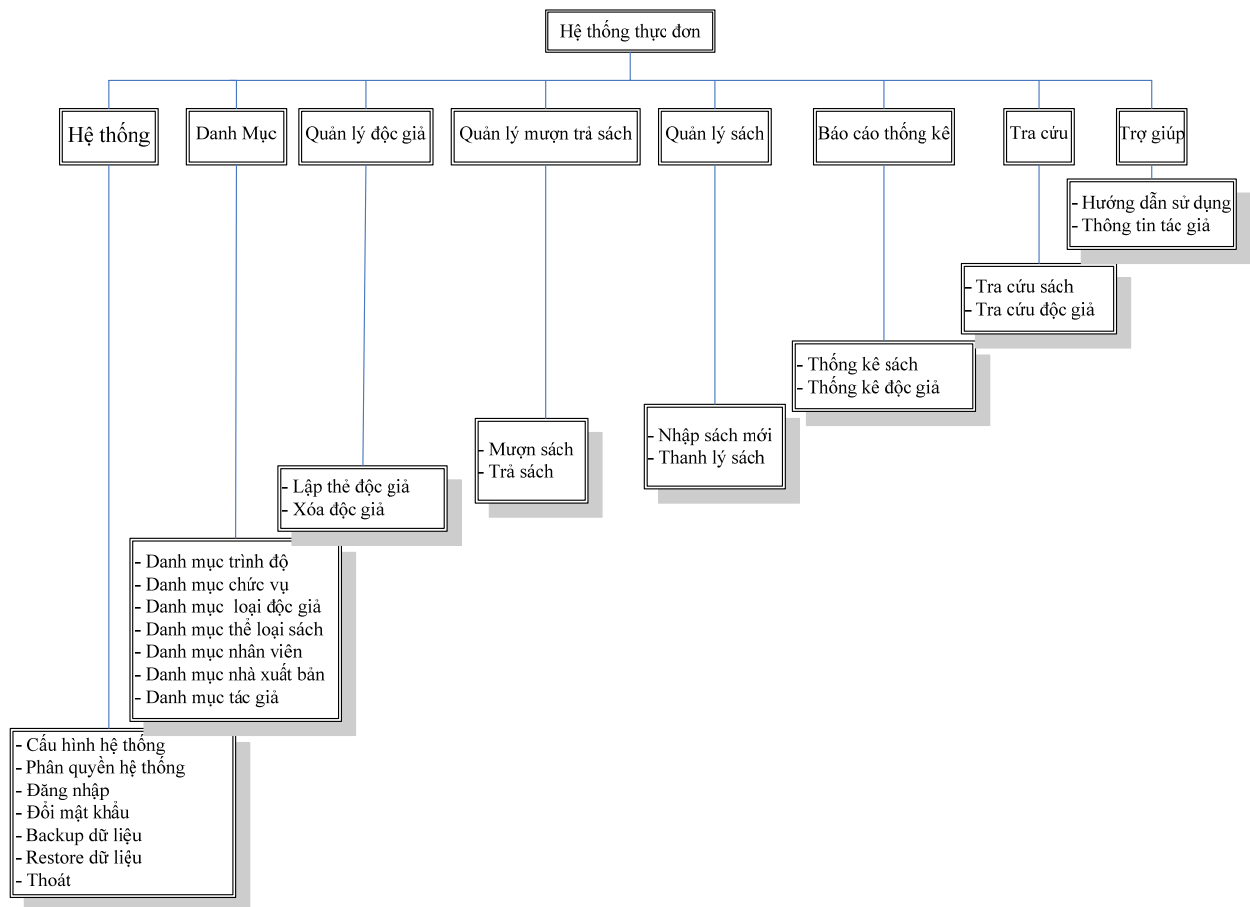 Hệ thống thực đơn
Hệ thống
Danh Mục
Quản lý độc giả
Quản lý mượn trả sách
Quản lý sách
Báo cáo thống kê
Tra cứu
Trợ giúp
- Hướng dẫn sử dụng
- Thông tin tác giả
- Tra cứu sách
- Tra cứu độc giả
- Thống kê sách
- Thống kê độc giả
- Nhập sách mới
- Thanh lý sách
- Mượn sách
- Trả sách
- Lập thẻ độc giả
- Xóa độc giả
- Danh mục trình độ
- Danh mục chức vụ
- Danh mục  loại độc giả
- Danh mục thể loại sách
- Danh mục nhân viên
- Danh mục nhà xuất bản
- Danh mục tác giả
- Cấu hình hệ thống
- Phân quyền hệ thống
- Đăng nhập
- Đổi mật khẩu
- Backup dữ liệu
- Restore dữ liệu
- Thoát